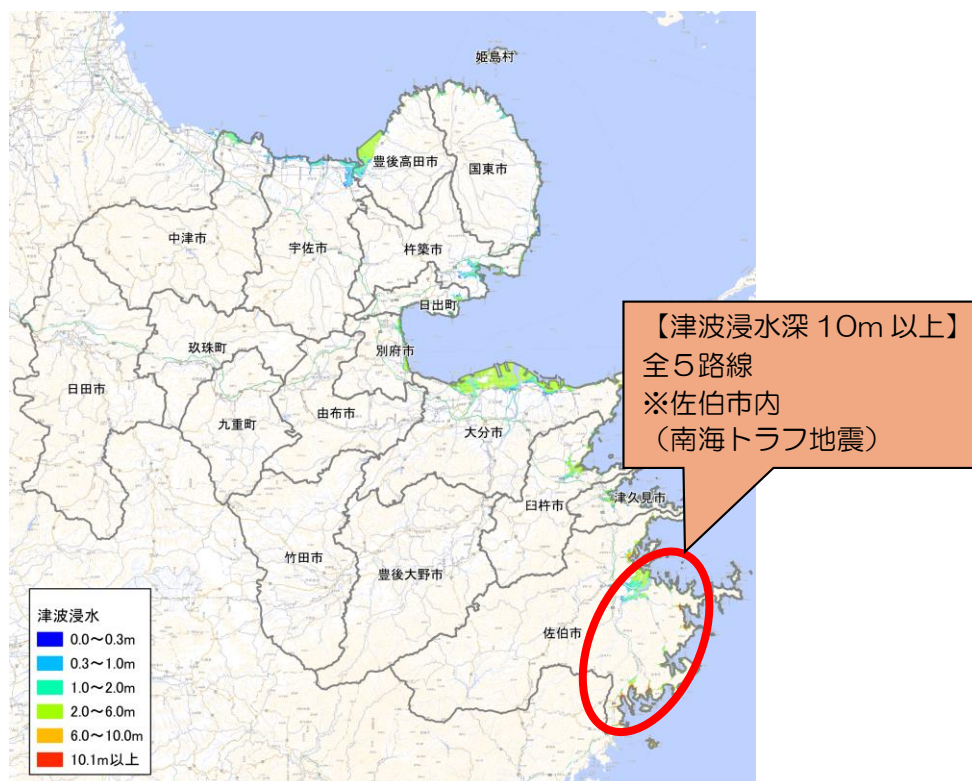 姫島村
豊後高田市
国東市
中津市
宇佐市
杵築市
日出町
別府市
玖珠町
日田市
九重町
由布市
大分市
臼杵市
津久見市
竹田市
豊後大野市
佐伯市
【津波浸水深 10m 以上】
全5路線
※佐伯市内
(南海トラフ地震)
津波浸水
0.0~0.3m
0.3~1.0m
1.0~2.0m
2.0~6.0m
6.0~10.0m
10.1m以上